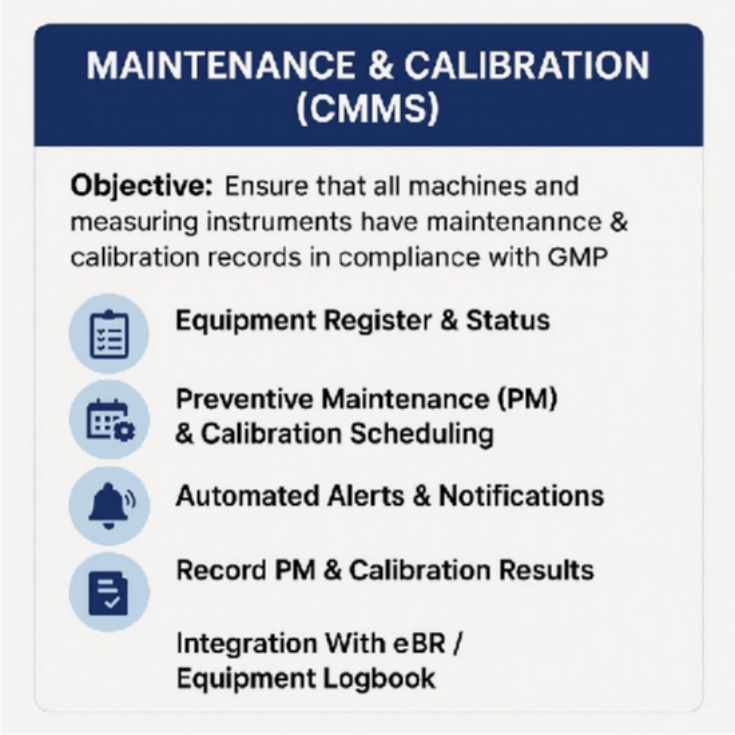 MAINTENANCE & CALIBRATION
(CMMS)
Objective: Ensure that all machines and
measuring instruments have maintenannce &
calibration records in compliance with GMP
Equipment Register & Status
Preventive Maintenance (PM)
& Calibration Scheduling
Automated Alerts & Notifications
Record PM & Calibration Results
Integration With eBR /
Equipment Logbook